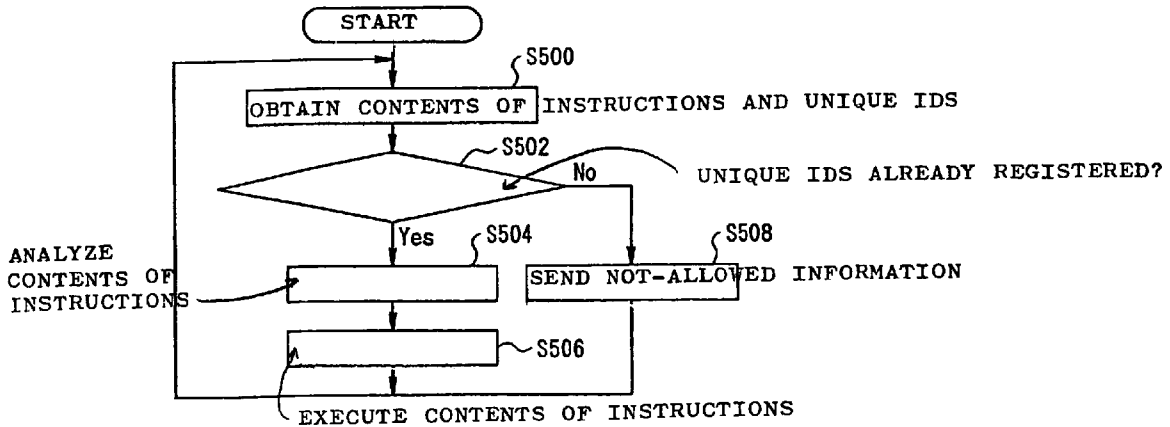 START
S500
OBTAIN CONTENTS OF INSTRUCTIONS AND UNIQUE IDS
S502
No
UNIQUE IDS ALREADY REGISTERED?
Yes
S504
S508
ANALYZE
CONTENTS OF
INSTRUCTIONS
SEND NOT-ALLOWED INFORMATION
S506
EXECUTE CONTENTS OF INSTRUCTIONS